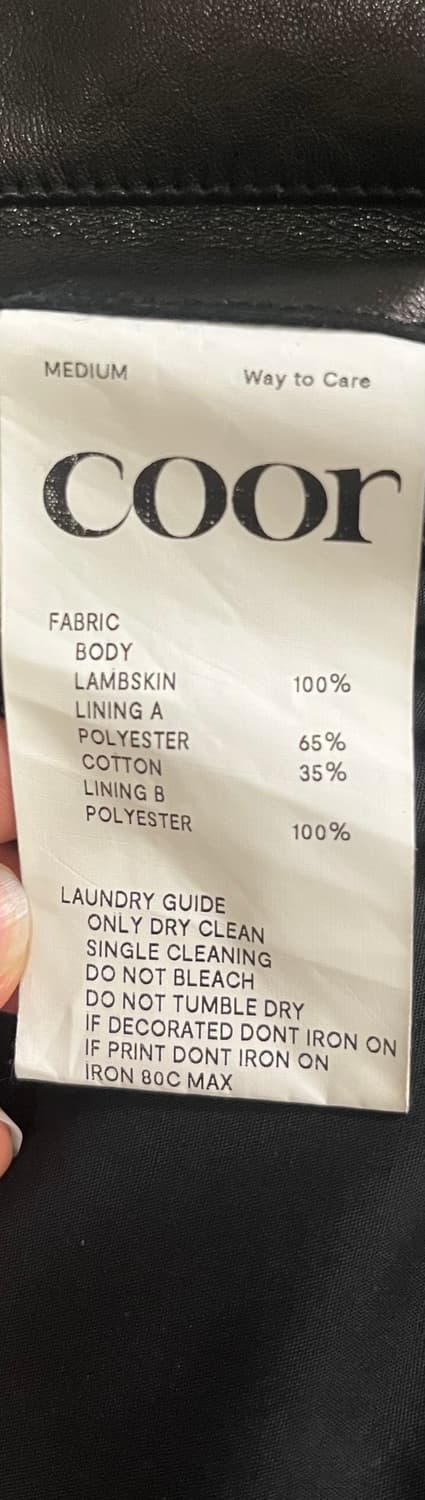 MEDIUM Way to Care
coor
FABRIC
BODY
LAMBSKIN 100%
LINING A
POLYESTER 65%
COTTON 35%
LINING B
POLYESTER 100%
LAUNDRY GUIDE
ONLY DRY CLEAN
SINGLE CLEANING
DO NOT BLEACH
DO NOT TUMBLE DRY
IF DECORATED DONT IRON ON
IF PRINT DONT IRON ON
IRON 80C MAX